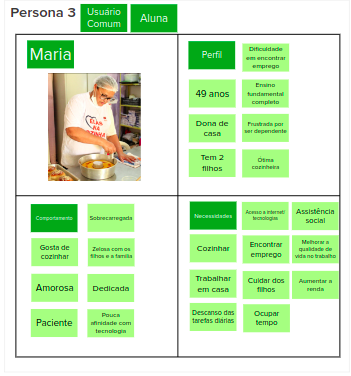 Persona 3
Usuário
Comum
Aluna
Maria
Perfil
Dificuldade
em encontrar
emprego
49 anos
Ensino
fundamental
completo
Dona de
casa
Frustrada por
ser dependente
Tem 2
filhos
Ótima
cozinheira
Comportamento
Sobrecarregada
Gosta de
cozinhar
Zelosa com os
filhos e a família
Amorosa
Dedicada
Paciente
Pouca
afinidade com
tecnologia
Necessidades
Acesso a internet/
tecnologias
Assistência
social
Cozinhar
Encontrar
emprego
Melhorar a
qualidade de
vida no trabalho
Trabalhar
em casa
Cuidar dos
filhos
Aumentar a
renda
Descanso das
tarefas diárias
Ocupar
tempo